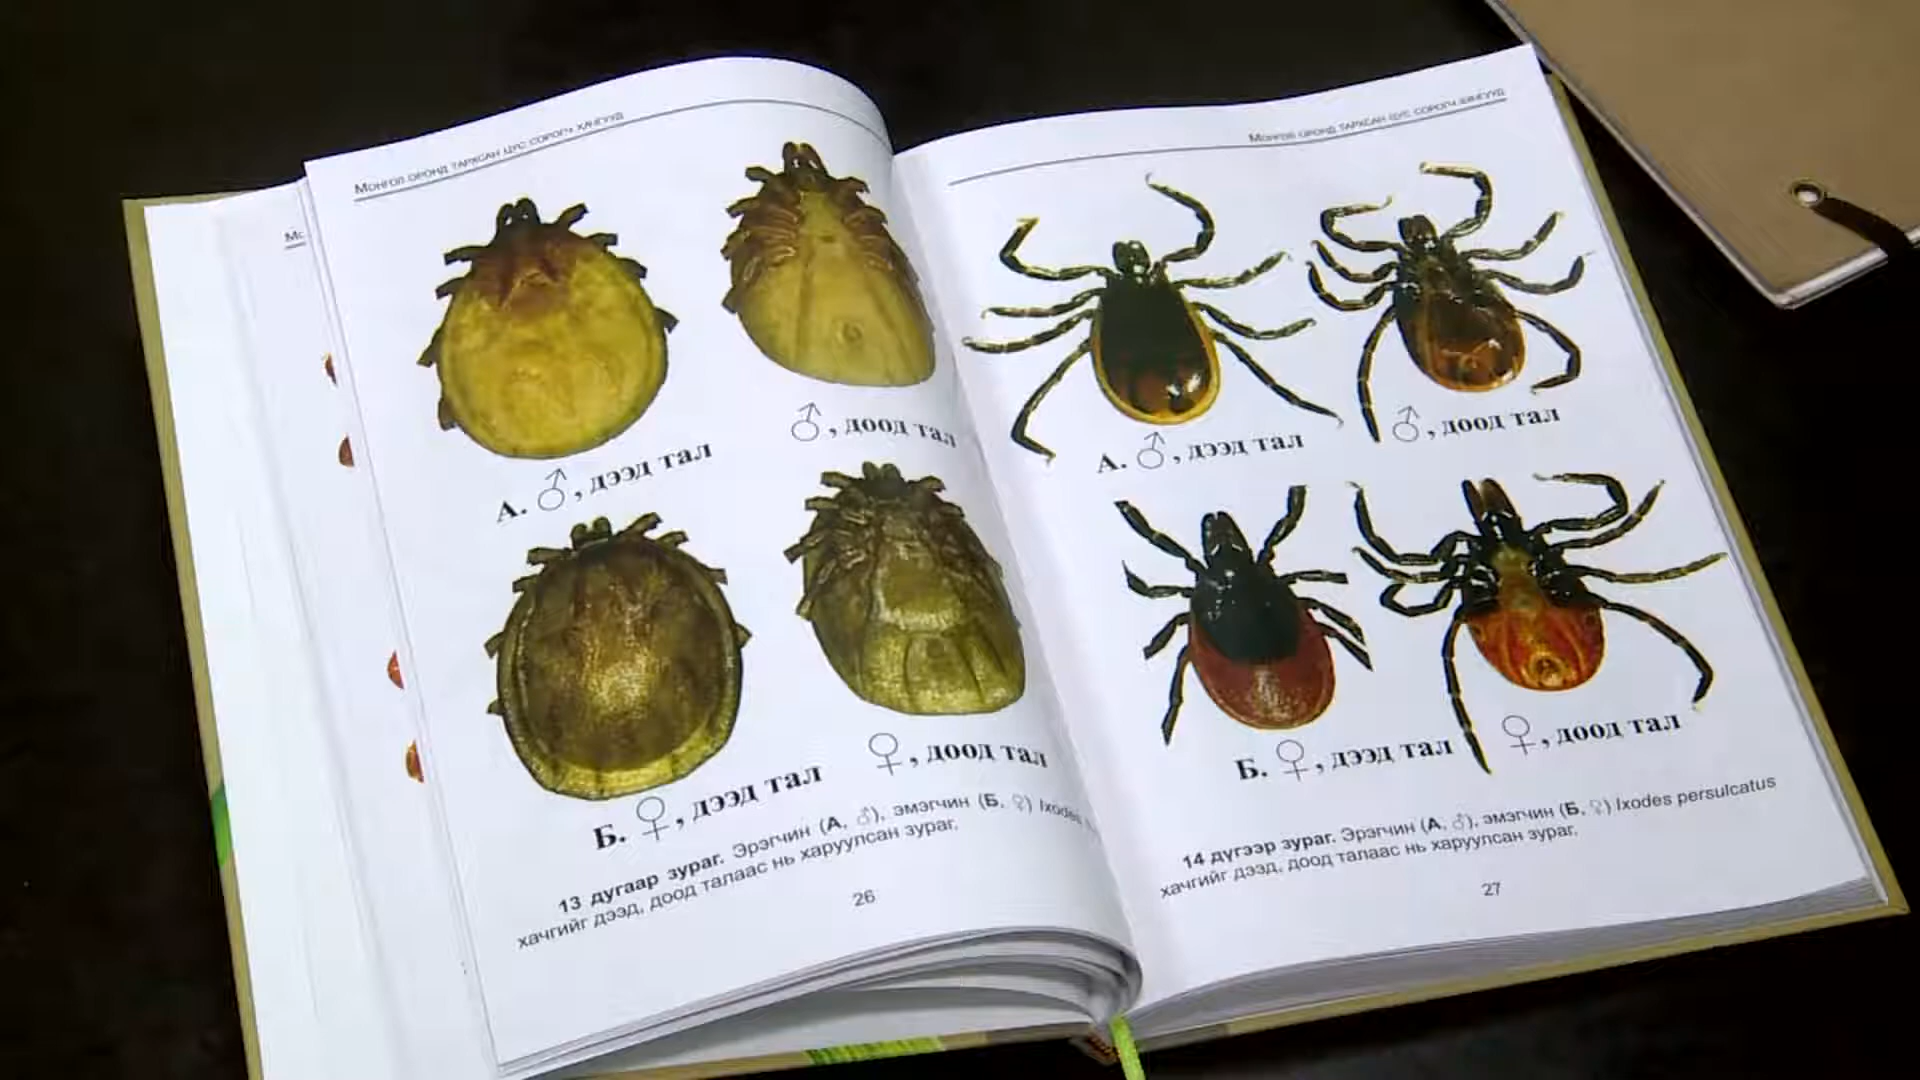 Монгол оронд тархсан цус сорогч
♂, доод тал
А. ♂, дээд тал
♀, доод тал
Б. ♀, дээд тал
13 дугаар зураг. Эрэгчин (А, ♂), эмэгчин (Б, ♀) Ixodes
хачгийг дээд, доод талаас нь харуулсан зураг.
26
Монгол оронд тархсан цус сорогч
А. ♂, дээд тал
♂, доод тал
Б. ♀, дээд тал
♀, доод тал
14 дүгээр зураг. Эрэгчин (А, ♂), эмэгчин (Б, ♀) Ixodes persulcatus
хачгийг дээд, доод талаас нь харуулсан зураг.
27